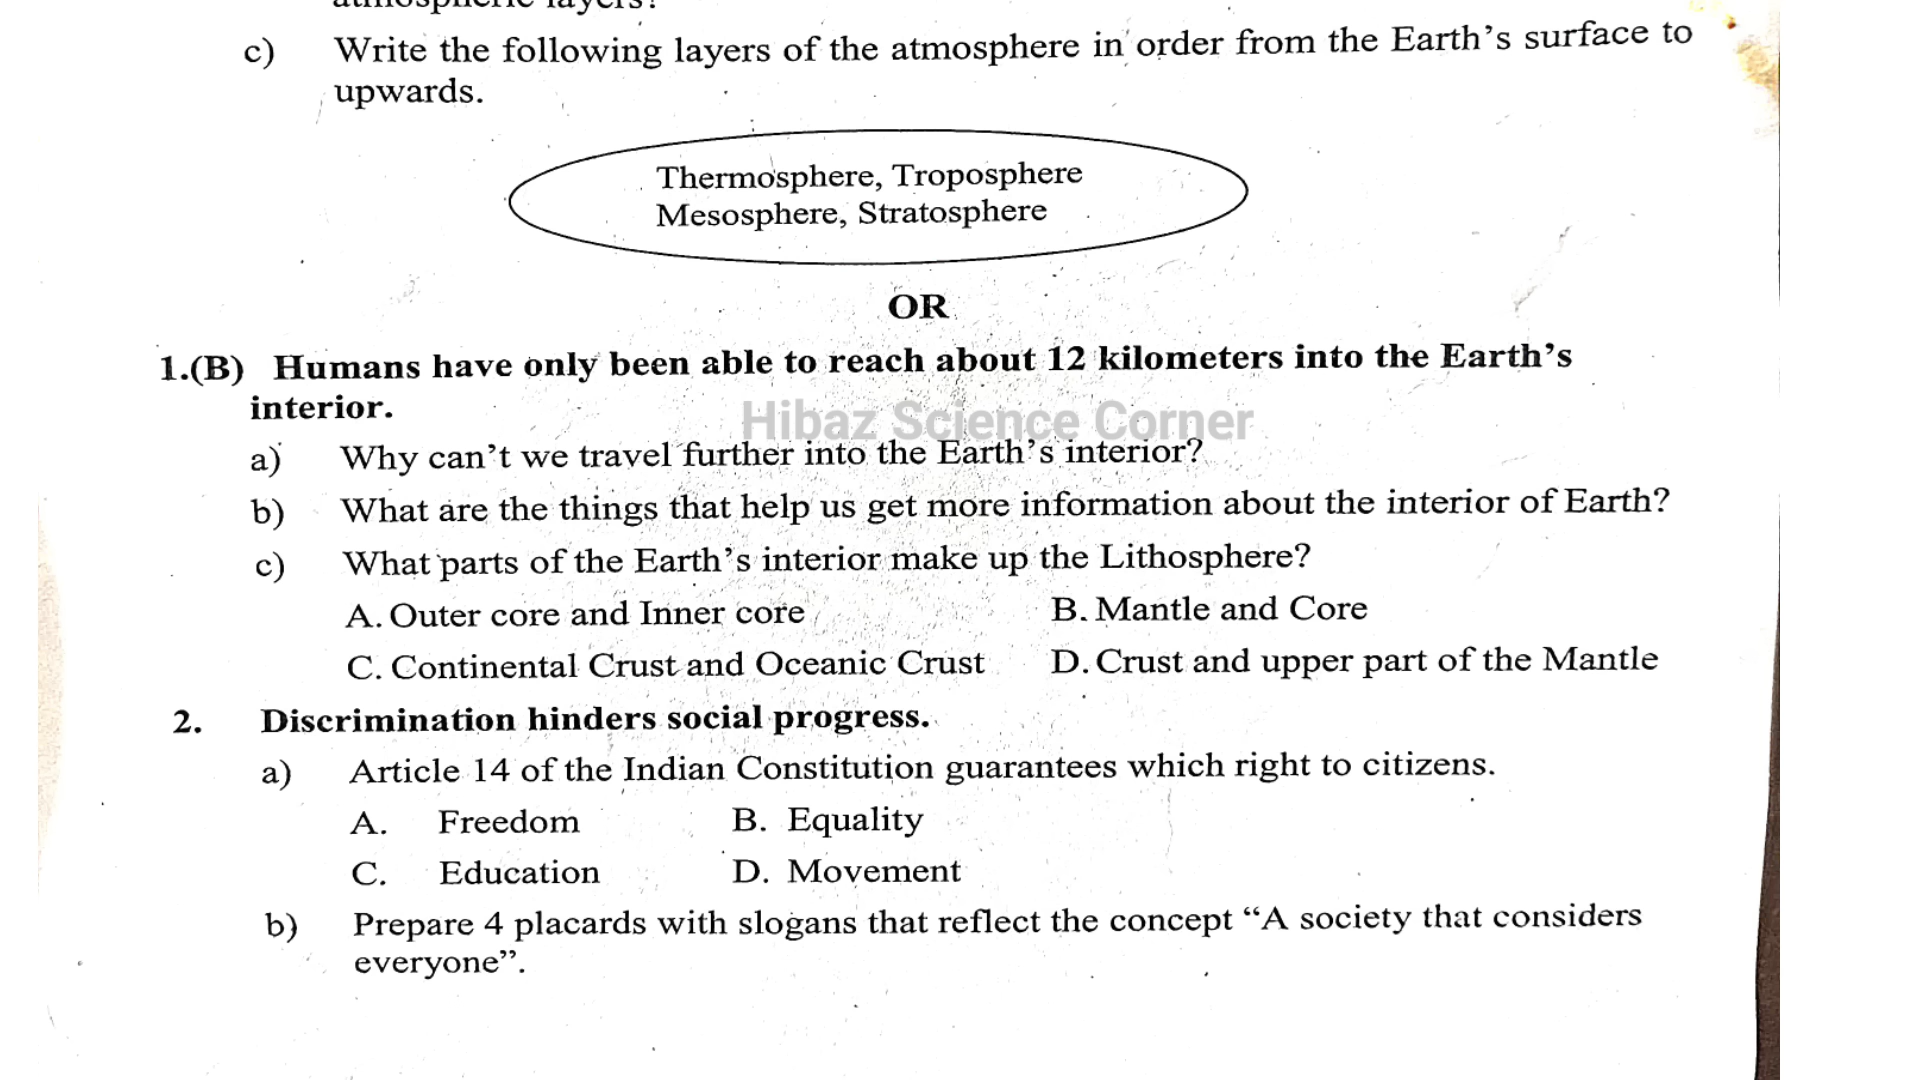 atmospheric layers?
c) Write the following layers of the atmosphere in order from the Earth's surface to
upwards.
Thermosphere, Troposphere
Mesosphere, Stratosphere
OR
1.(B) Humans have only been able to reach about 12 kilometers into the Earth's
interior.
Hibaz Science Corner
a) Why can't we travel further into the Earth's interior?
b) What are the things that help us get more information about the interior of Earth?
c) What parts of the Earth's interior make up the Lithosphere?
A. Outer core and Inner core B. Mantle and Core
C. Continental Crust and Oceanic Crust D. Crust and upper part of the Mantle
2. Discrimination hinders social progress.
a) Article 14 of the Indian Constitution guarantees which right to citizens.
A. Freedom B. Equality
C. Education D. Movement
b) Prepare 4 placards with slogans that reflect the concept “A society that considers
everyone”.